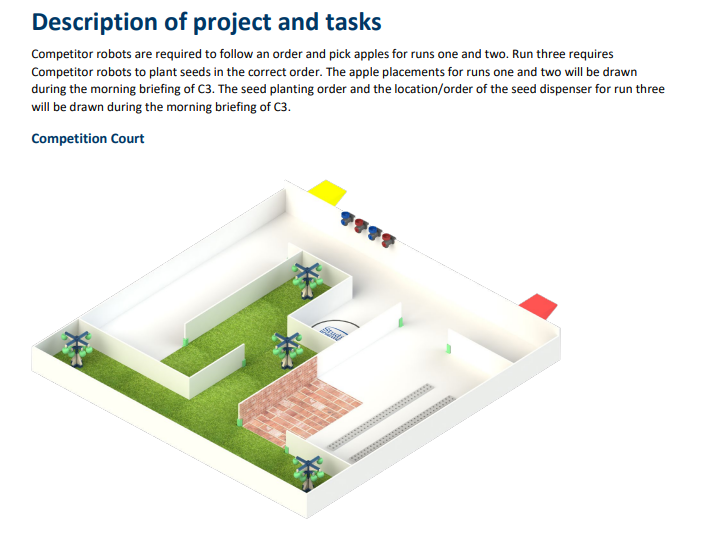 Description of project and tasks
Competitor robots are required to follow an order and pick apples for runs one and two. Run three requires
Competitor robots to plant seeds in the correct order. The apple placements for runs one and two will be drawn
during the morning briefing of C3. The seed planting order and the location/order of the seed dispenser for run three
will be drawn during the morning briefing of C3.
Competition Court